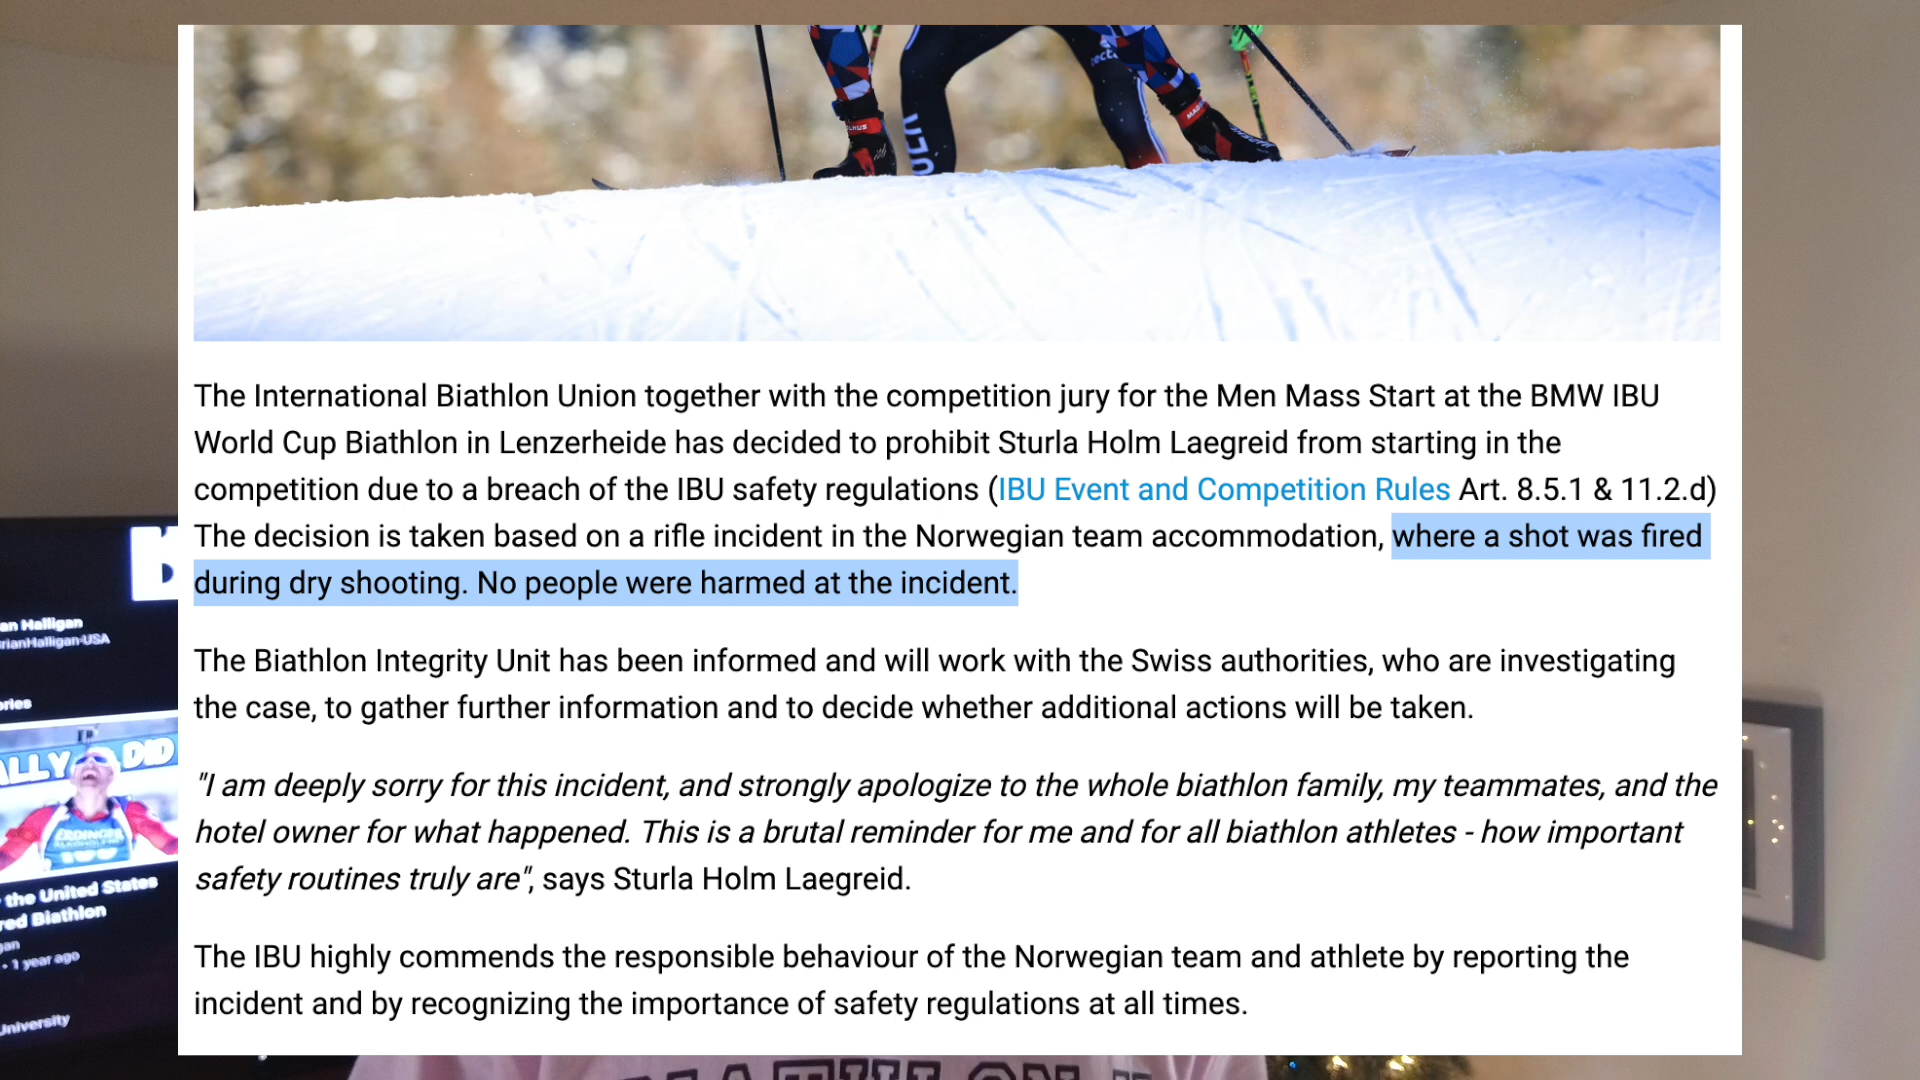 The International Biathlon Union together with the competition jury for the Men Mass Start at the BMW IBU
World Cup Biathlon in Lenzerheide has decided to prohibit Sturla Holm Laegreid from starting in the
competition due to a breach of the IBU safety regulations (IBU Event and Competition Rules Art. 8.5.1 & 11.2.d)
The decision is taken based on a rifle incident in the Norwegian team accommodation, where a shot was fired
during dry shooting. No people were harmed at the incident.
The Biathlon Integrity Unit has been informed and will work with the Swiss authorities, who are investigating
the case, to gather further information and to decide whether additional actions will be taken.
"I am deeply sorry for this incident, and strongly apologize to the whole biathlon family, my teammates, and the
hotel owner for what happened. This is a brutal reminder for me and for all biathlon athletes - how important
safety routines truly are", says Sturla Holm Laegreid.
The IBU highly commends the responsible behaviour of the Norwegian team and athlete by reporting the
incident and by recognizing the importance of safety regulations at all times.
an Halligan
rianHalligan-USA
ories
ALLY DID
ERDINGER
the United States
red Biathlon
gan
• 1 year ago
University